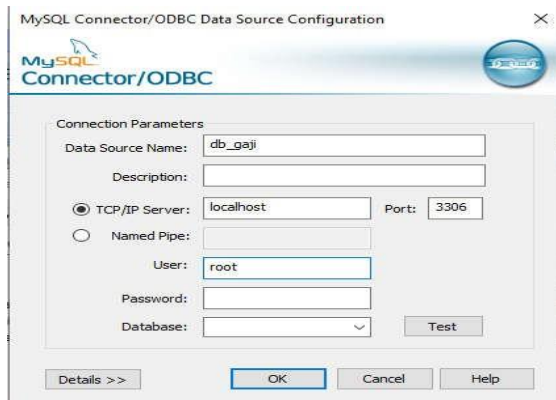 MySQL Connector/ODBC Data Source Configuration
MySQL
Connector/ODBC
Connection Parameters
Data Source Name: db_gaji
Description:
TCP/IP Server: localhost Port: 3306
Named Pipe:
User: root
Password:
Database: Test
Details >> OK Cancel Help